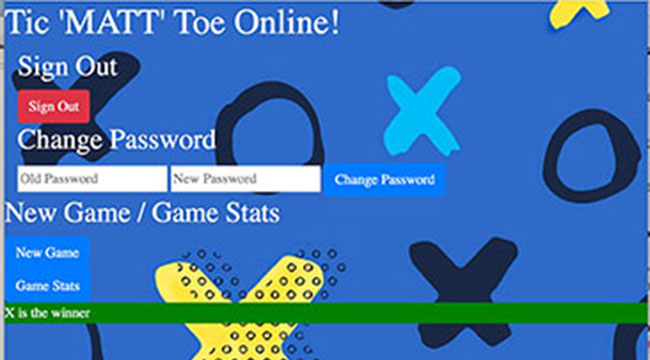 Tic 'MATT' Toe Online!
Sign Out
Sign Out
Change Password
Old Password New Password Change Password
New Game / Game Stats
New Game
Game Stats
X is the winner